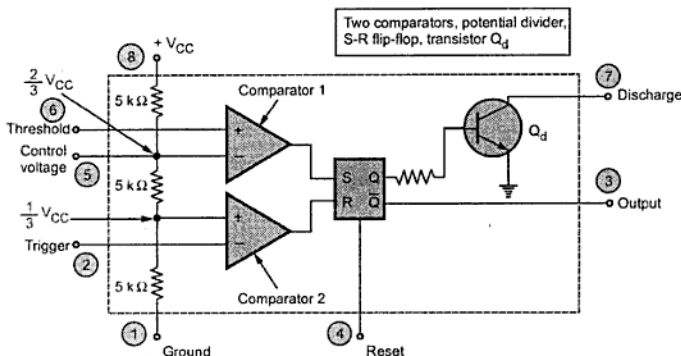 Two comparators, potential divider,
S-R flip-flop, transistor Qd
8
+ VCC
2/3 VCC
6
Threshold
Control
voltage
5
1/3 VCC
Trigger
2
5 kΩ
5 kΩ
5 kΩ
Comparator 1
+
−
+
−
Comparator 2
S Q
R Q̅
Qd
7
Discharge
3
Output
1
Ground
4
Reset